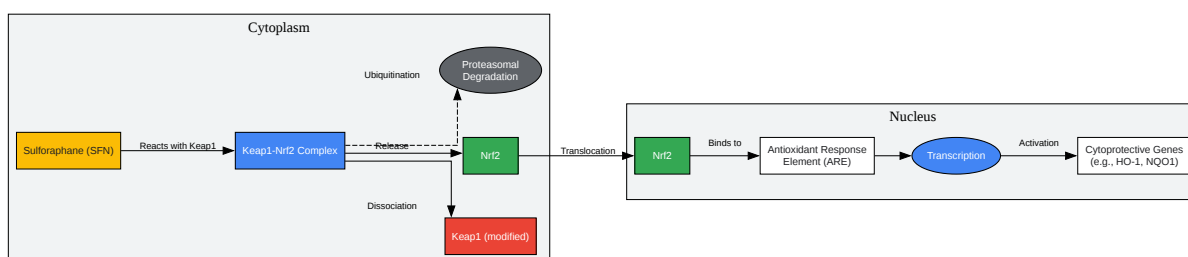 Cytoplasm
Proteasomal
Degradation
Ubiquitination
Sulforaphane (SFN)
Reacts with Keap1
Keap1-Nrf2 Complex
Release
Nrf2
Translocation
Dissociation
Keap1 (modified)
Nucleus
Nrf2
Binds to
Antioxidant Response
Element (ARE)
Transcription
Activation
Cytoprotective Genes
(e.g., HO-1, NQO1)